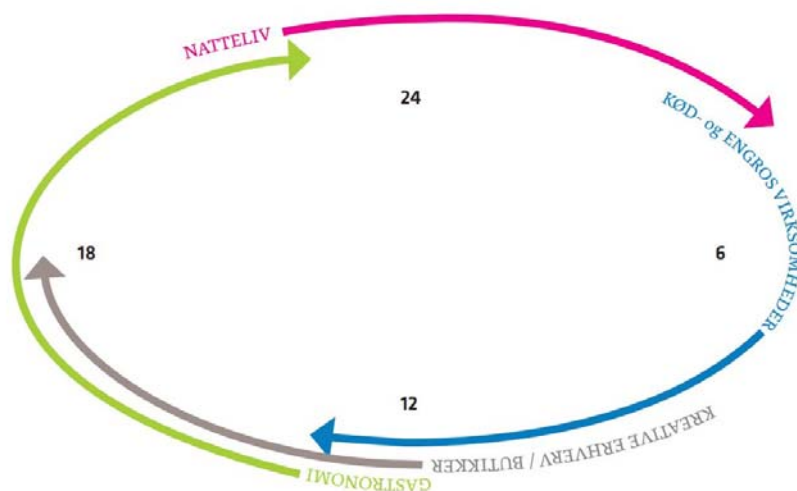 NATTELIV
24
KØD- og ENGROS VIRKSOMHEDER
18
6
12
KREATIVE ERHVERV / BUTIKKER
GASTRONOMI